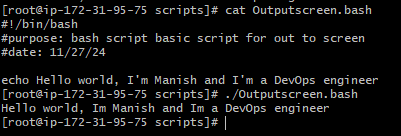 [root@ip-172-31-95-75 scripts]# cat Outputscreen.bash
#!/bin/bash
#purpose: bash script basic script for out to screen
#date: 11/27/24

echo Hello world, I'm Manish and I'm a DevOps engineer
[root@ip-172-31-95-75 scripts]# ./Outputscreen.bash
Hello world, Im Manish and Im a DevOps engineer
[root@ip-172-31-95-75 scripts]#